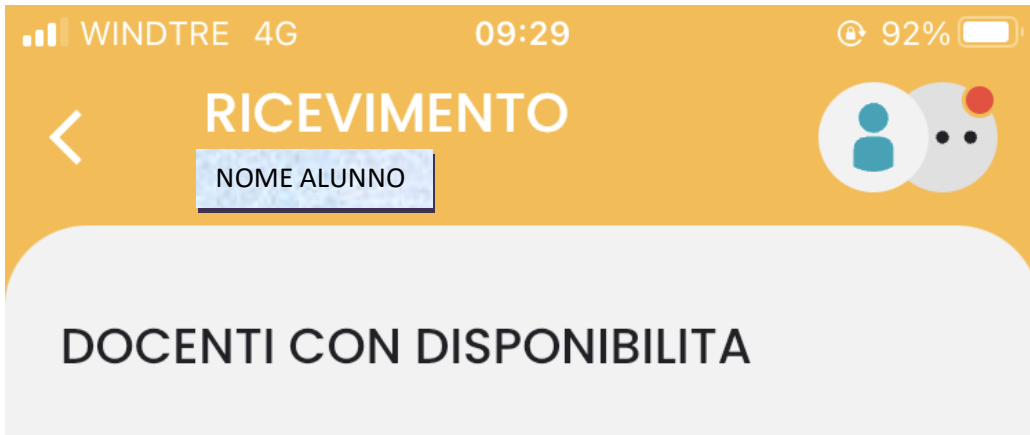 WINDTRE 4G 09:29 92%
RICEVIMENTO
NOME ALUNNO
DOCENTI CON DISPONIBILITA